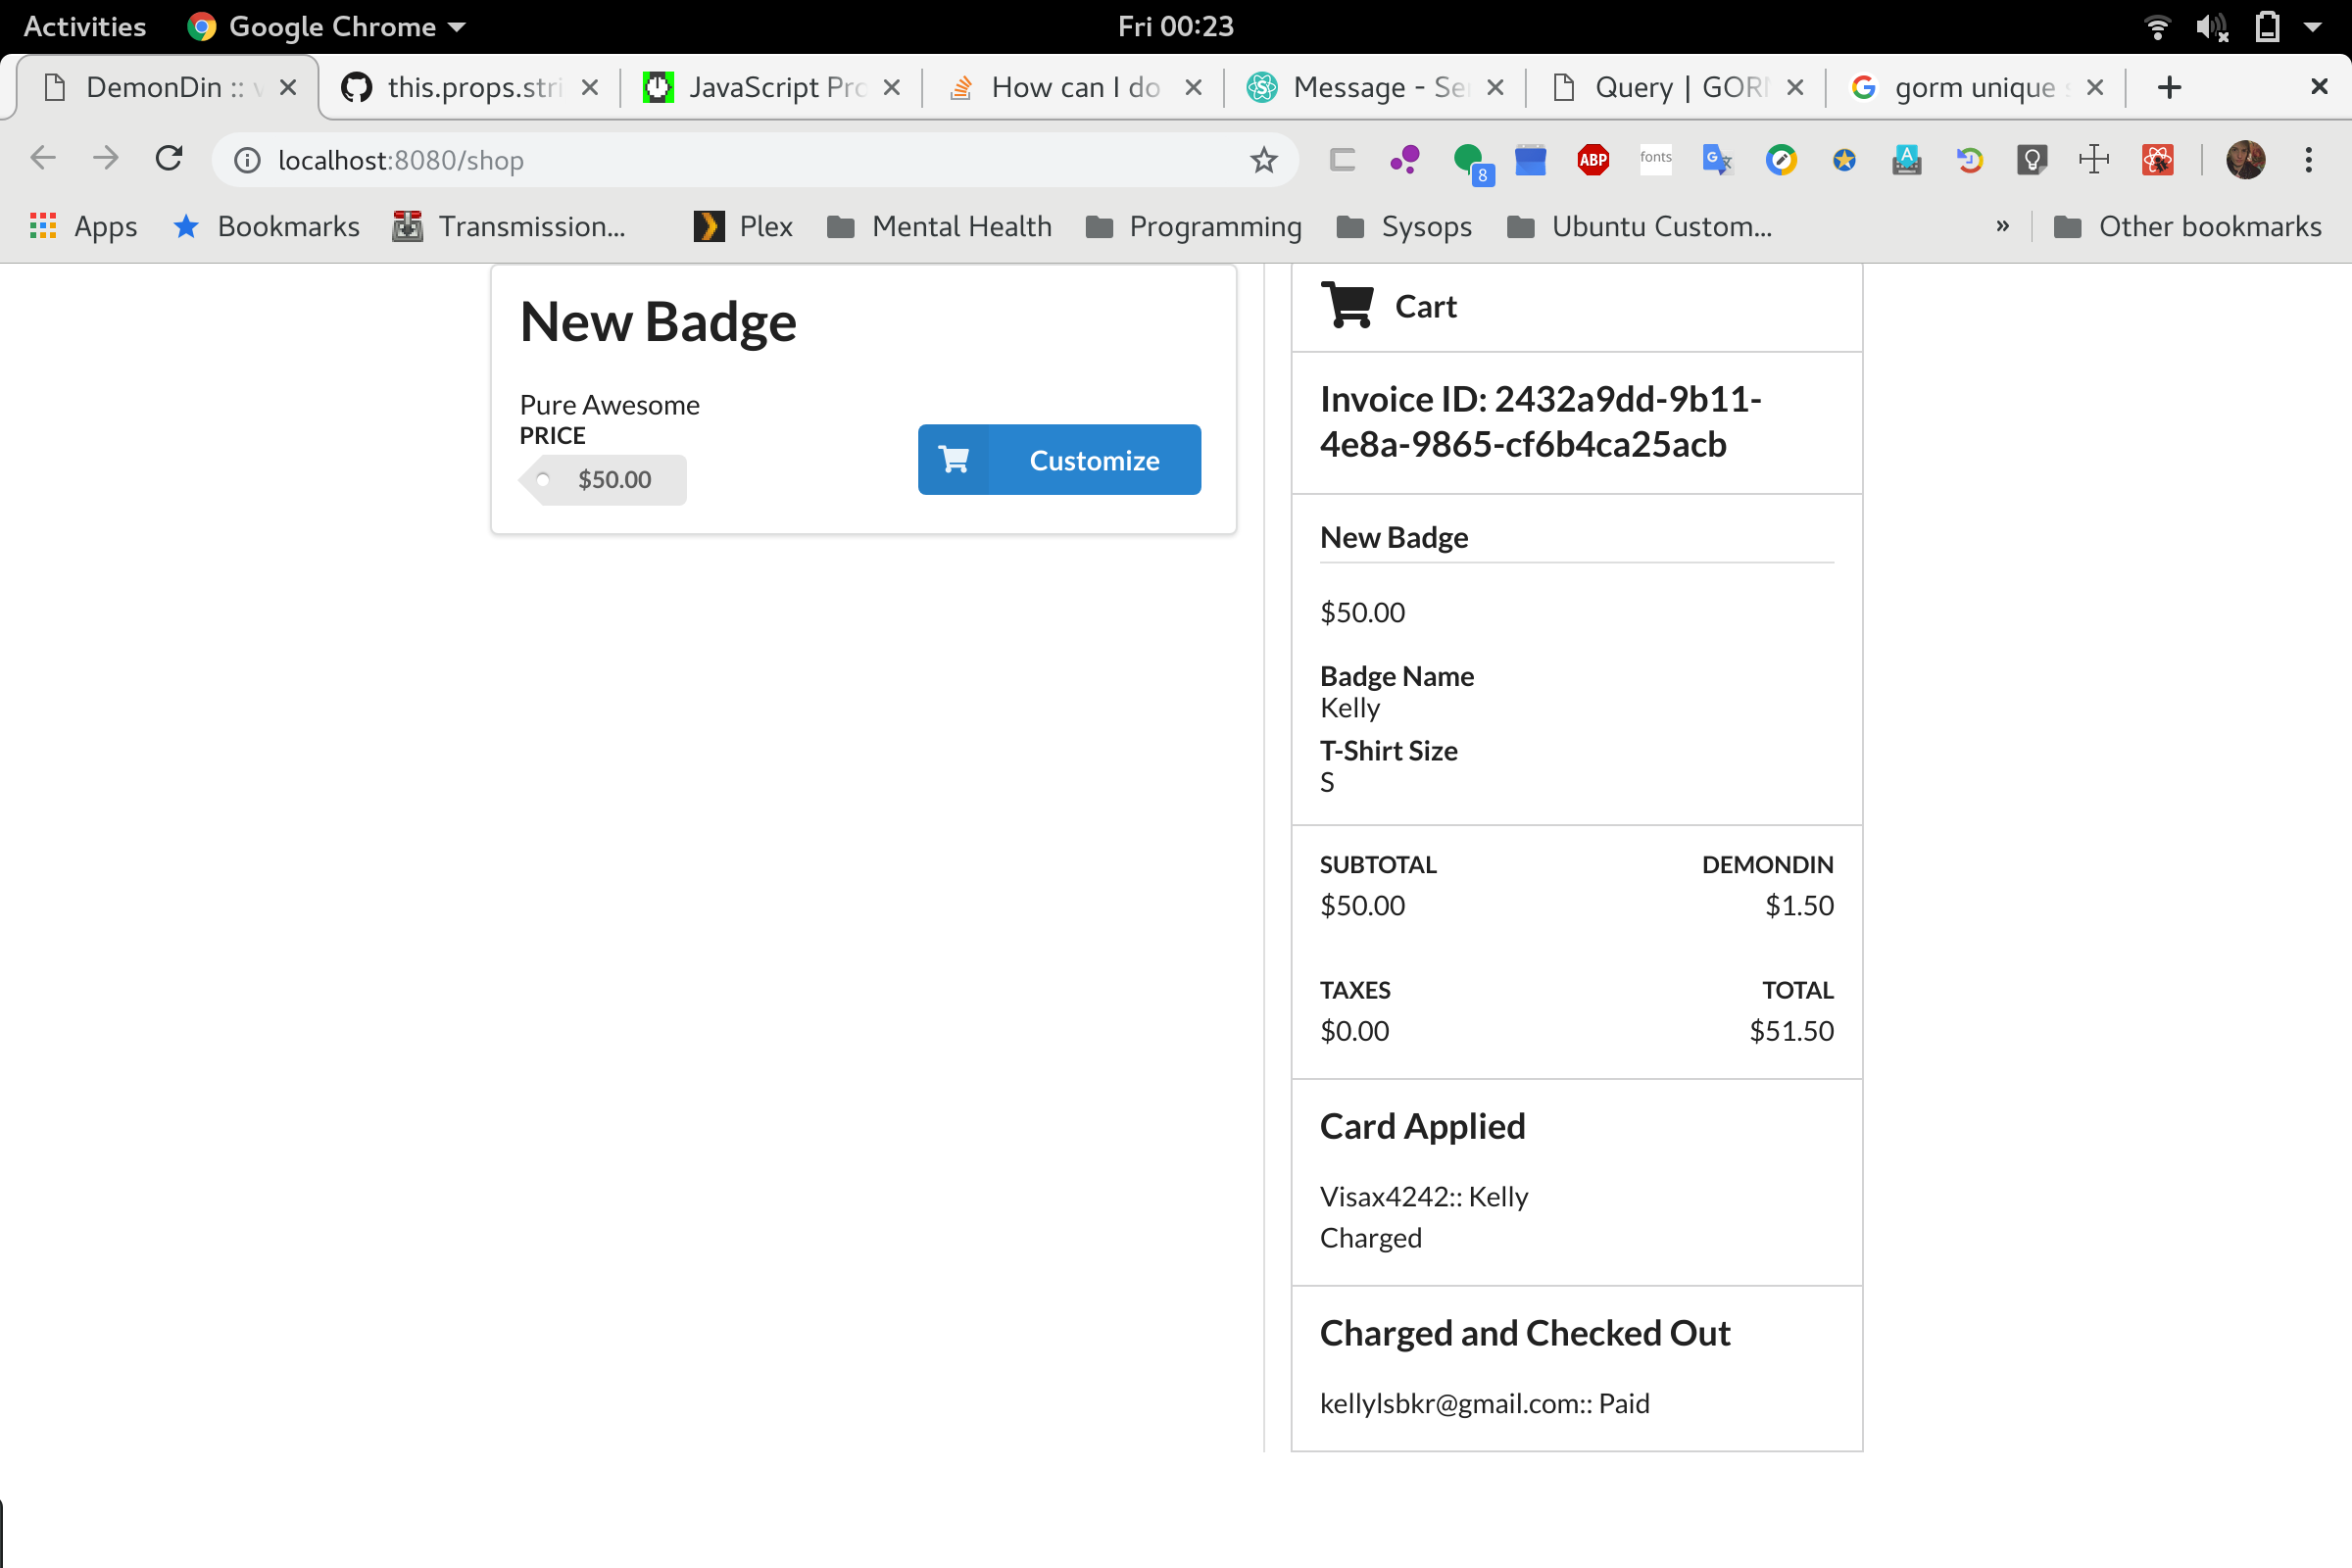 Activities Google Chrome Fri 00:23
DemonDin :: this.props.stri JavaScript Pro How can I do Message - Se Query | GOR gorm unique
localhost:8080/shop 8 ABP fonts
Apps Bookmarks Transmission... Plex Mental Health Programming Sysops Ubuntu Custom... » Other bookmarks
New Badge
Pure Awesome
PRICE
$50.00
Customize
Cart
Invoice ID: 2432a9dd-9b11-
4e8a-9865-cf6b4ca25acb
New Badge
$50.00
Badge Name
Kelly
T-Shirt Size
S
SUBTOTAL DEMONDIN
$50.00 $1.50
TAXES TOTAL
$0.00 $51.50
Card Applied
Visax4242:: Kelly
Charged
Charged and Checked Out
kellylsbkr@gmail.com:: Paid